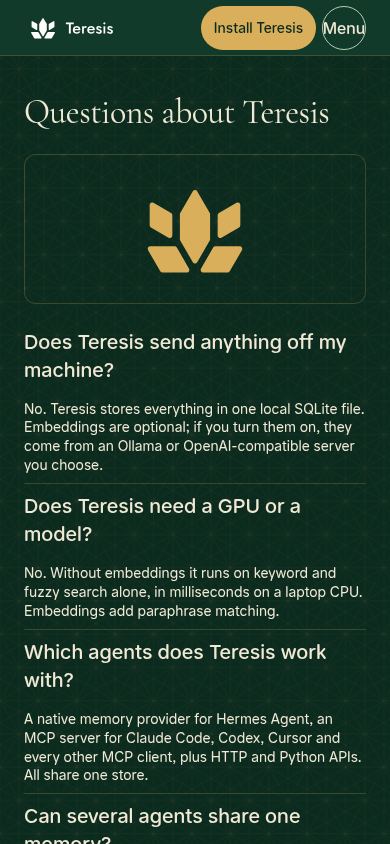 Teresis
Install Teresis
Menu
Questions about Teresis
Does Teresis send anything off my
machine?
No. Teresis stores everything in one local SQLite file.
Embeddings are optional; if you turn them on, they
come from an Ollama or OpenAI-compatible server
you choose.
Does Teresis need a GPU or a
model?
No. Without embeddings it runs on keyword and
fuzzy search alone, in milliseconds on a laptop CPU.
Embeddings add paraphrase matching.
Which agents does Teresis work
with?
A native memory provider for Hermes Agent, an
MCP server for Claude Code, Codex, Cursor and
every other MCP client, plus HTTP and Python APIs.
All share one store.
Can several agents share one
memory?